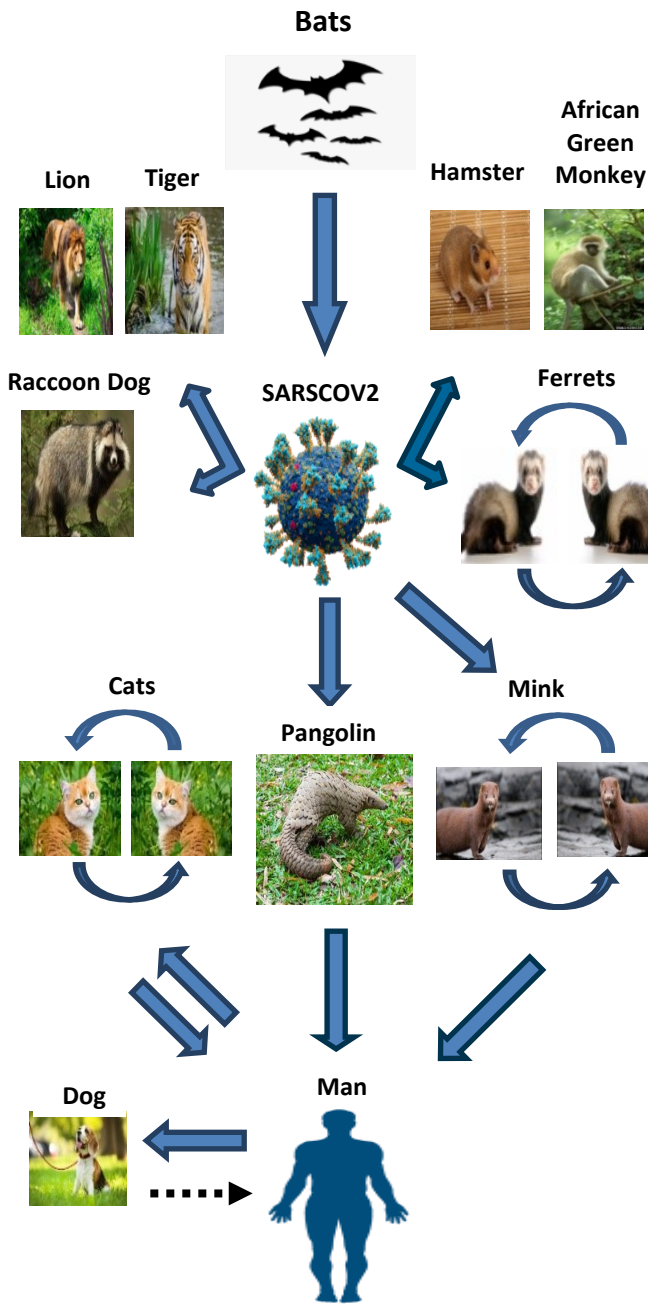 Bats
African
Green
Monkey
Hamster
Lion
Tiger
Raccoon Dog
SARSCOV2
Ferrets
Cats
Mink
Pangolin
Dog
Man